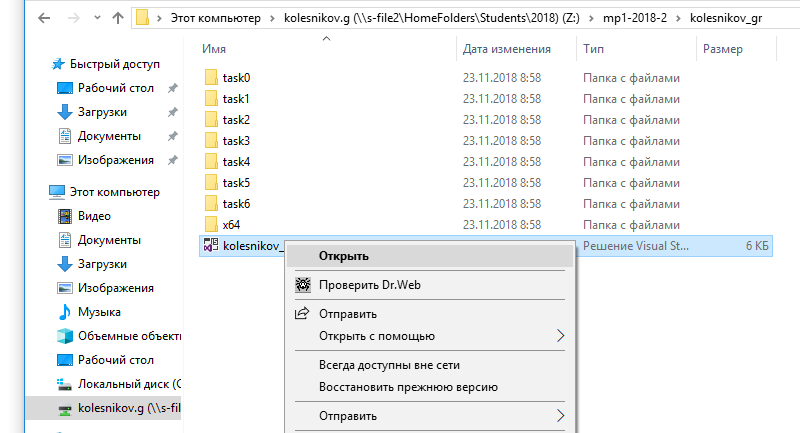 Этот компьютер > kolesnikov.g (\\s-file2\HomeFolders\Students\2018) (Z:) > mp1-2018-2 > kolesnikov_gr
Имя Дата изменения Тип Размер
Быстрый доступ
Рабочий стол
Загрузки
Документы
Изображения
Этот компьютер
Видео
Документы
Загрузки
Изображения
Музыка
Объемные объекть
Рабочий стол
Локальный диск (C
kolesnikov.g (\\s-fil
task0 23.11.2018 8:58 Папка с файлами
task1 23.11.2018 8:58 Папка с файлами
task2 23.11.2018 8:58 Папка с файлами
task3 23.11.2018 8:58 Папка с файлами
task4 23.11.2018 8:58 Папка с файлами
task5 23.11.2018 8:58 Папка с файлами
task6 23.11.2018 8:58 Папка с файлами
x64 23.11.2018 8:58 Папка с файлами
kolesnikov_ Решение Visual St... 6 КБ
Открыть
Проверить Dr.Web
Отправить
Открыть с помощью
Всегда доступны вне сети
Восстановить прежнюю версию
Отправить